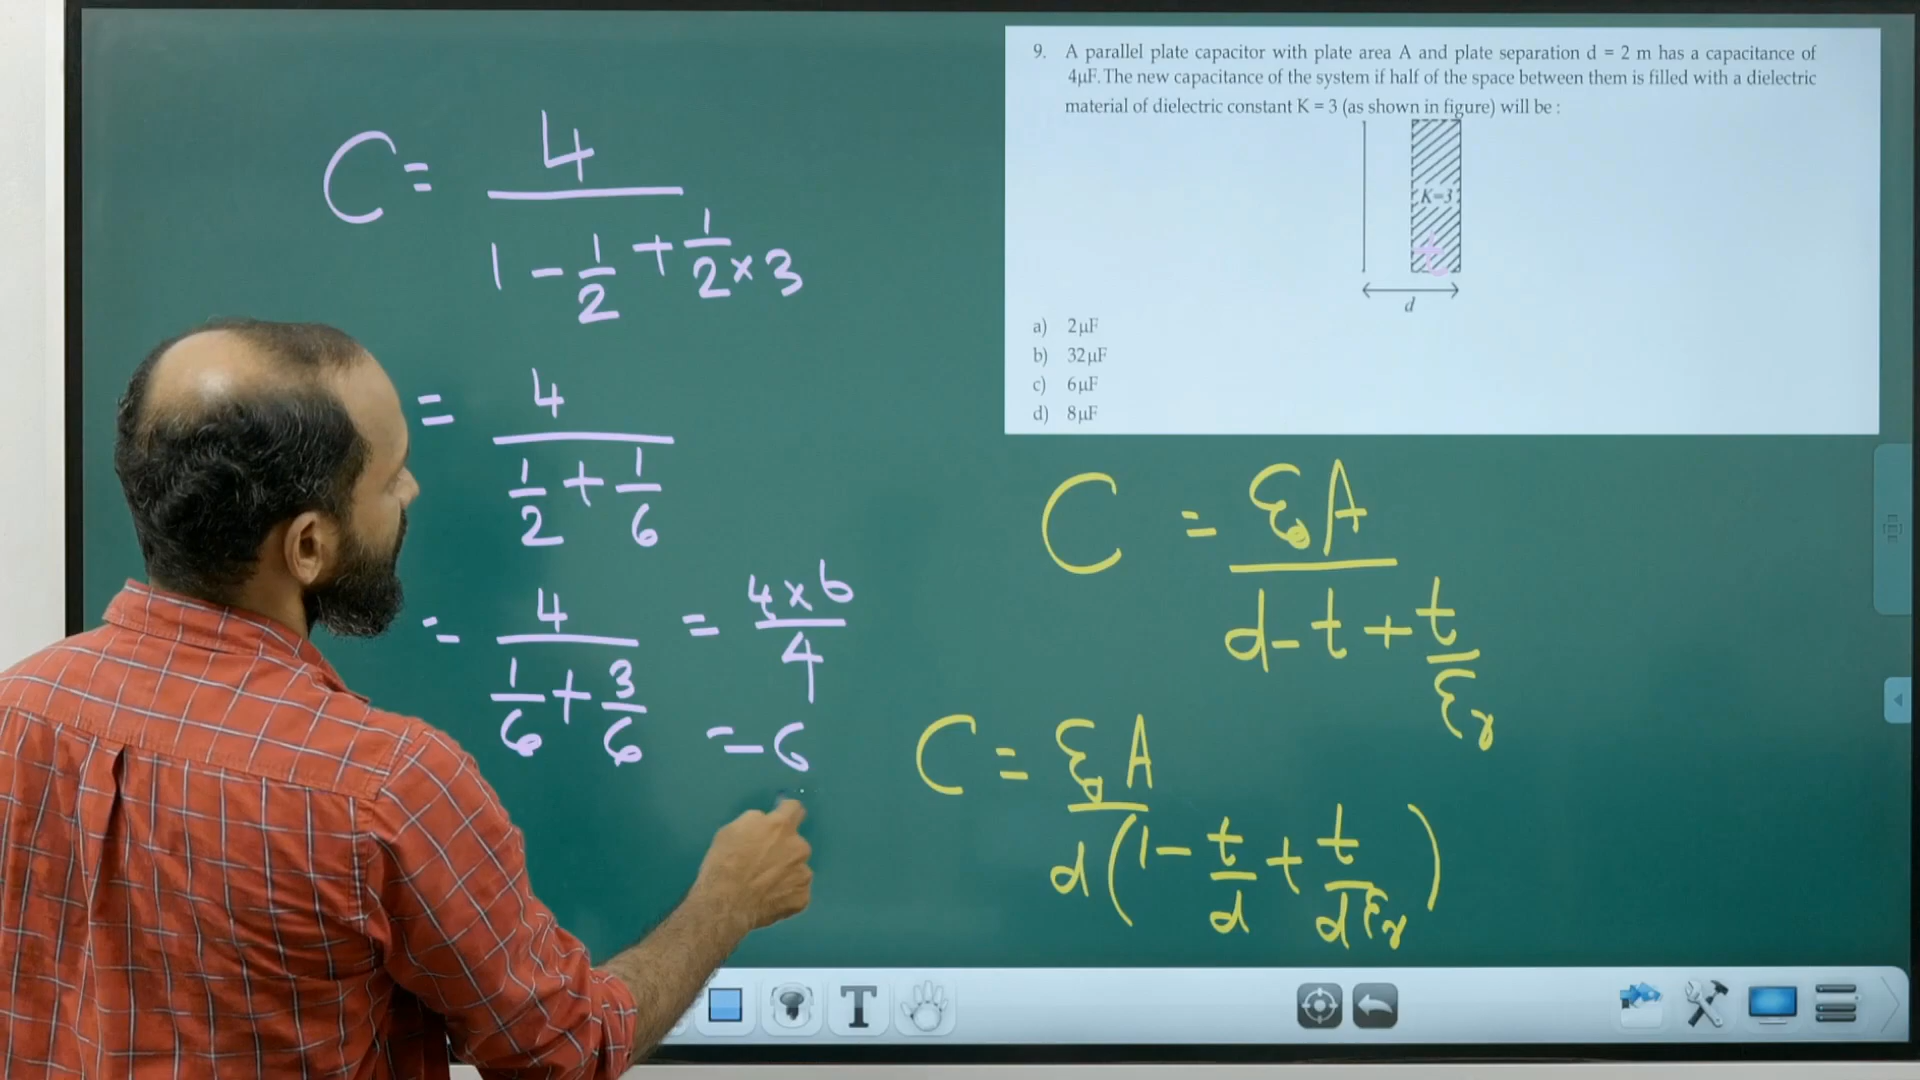 9. A parallel plate capacitor with plate area A and plate separation d = 2 m has a capacitance of
4μF. The new capacitance of the system if half of the space between them is filled with a dielectric
material of dielectric constant K = 3 (as shown in figure) will be :
K=3
t
d
a) 2μF
b) 32μF
c) 6μF
d) 8μF
C = 4
1 - 1/2 + 1/2×3
= 4
1/2 + 1/6
= 4 = 4×6
1/6 + 3/6 4
= 6
C = ε₀A
d - t + t/εr
C = ε₀A
d(1 - t/d + t/dεr)
T